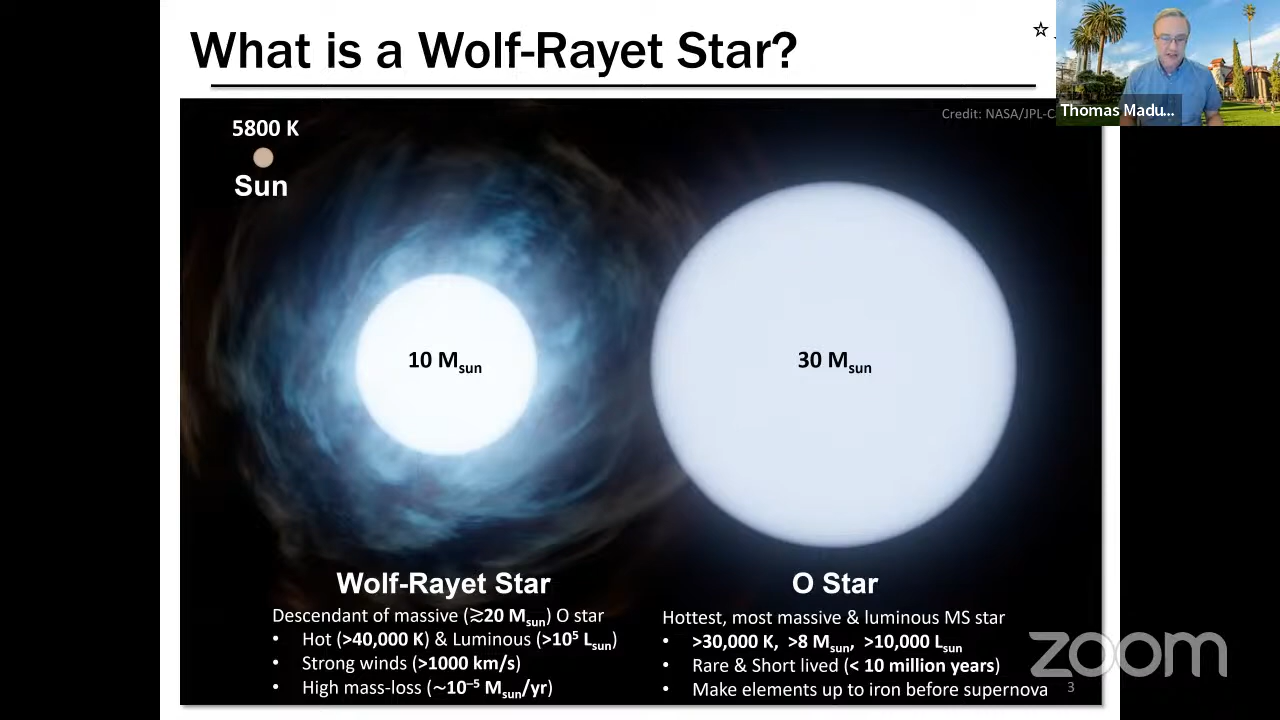 What is a Wolf-Rayet Star?
Credit: NASA/JPL-C
Thomas Madu...
5800 K
Sun
10 Msun
30 Msun
Wolf-Rayet Star
Descendant of massive (≳20 Msun) O star
• Hot (>40,000 K) & Luminous (>10⁵ Lsun)
• Strong winds (>1000 km/s)
• High mass-loss (~10⁻⁵ Msun/yr)
O Star
Hottest, most massive & luminous MS star
• >30,000 K, >8 Msun, >10,000 Lsun
• Rare & Short lived (< 10 million years)
• Make elements up to iron before supernova
3
zoom